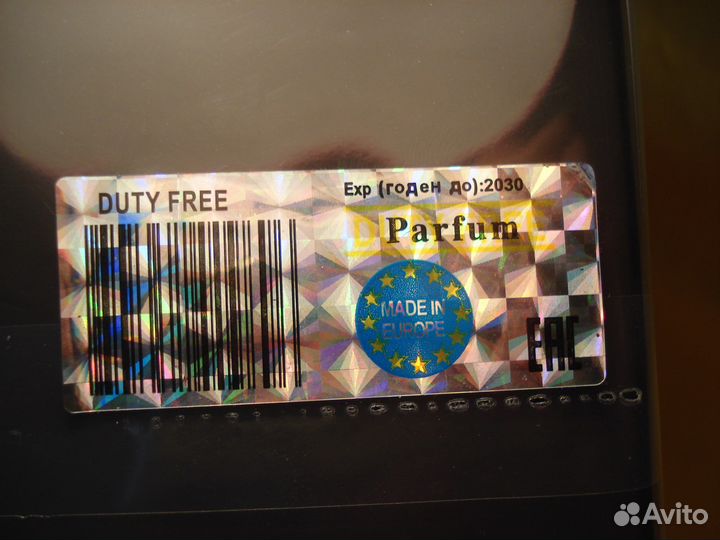 DUTY FREE
Exp (годен до):2030
Parfum
MADE IN
EUROPE
EAC
Avito